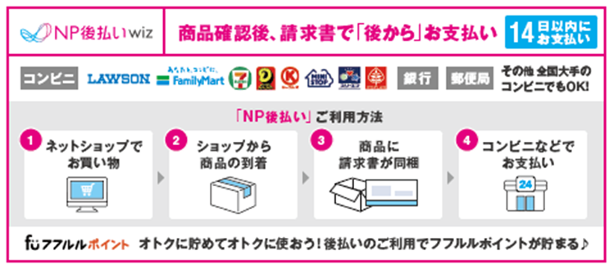 NP後払い wiz
商品確認後、請求書で「後から」お支払い
14日以内に
お支払い
コンビニ
LAWSON
あなたと、コンビに、
FamilyMart
7
K
MINI
STOP
銀行
郵便局
その他 全国大手の
コンビニでもOK!
「NP後払い」ご利用方法
1
ネットショップで
お買い物
2
ショップから
商品の到着
3
商品に
請求書が同梱
4
コンビニなどで
お支払い
24
fu フフルルポイント オトクに貯めてオトクに使おう!後払いのご利用でフフルルポイントが貯まる♪